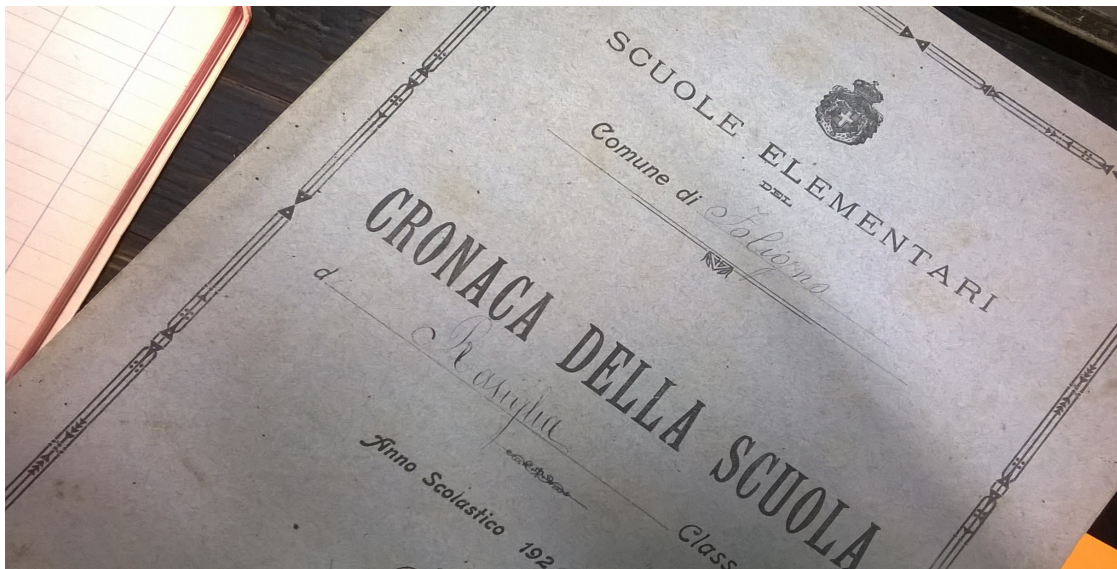 SCUOLE ELEMENTARI
DEL
Comune di Foligno
CRONACA DELLA SCUOLA
di Rasiglia
Class
Anno Scolastico 192